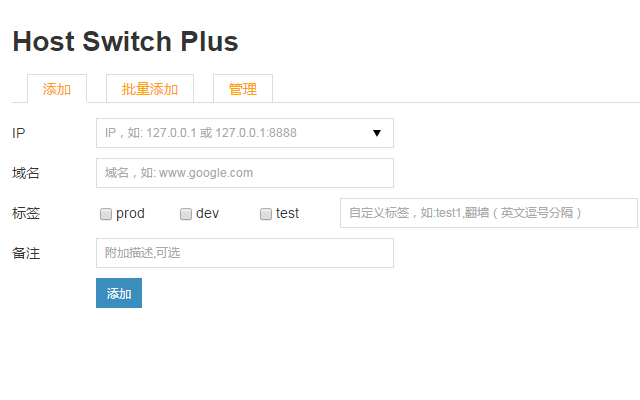 Host Switch Plus
添加 批量添加 管理
IP IP，如: 127.0.0.1 或 127.0.0.1:8888
域名 域名，如: www.google.com
标签 prod dev test 自定义标签，如:test1,翻墙（英文逗号分隔）
备注 附加描述,可选
添加